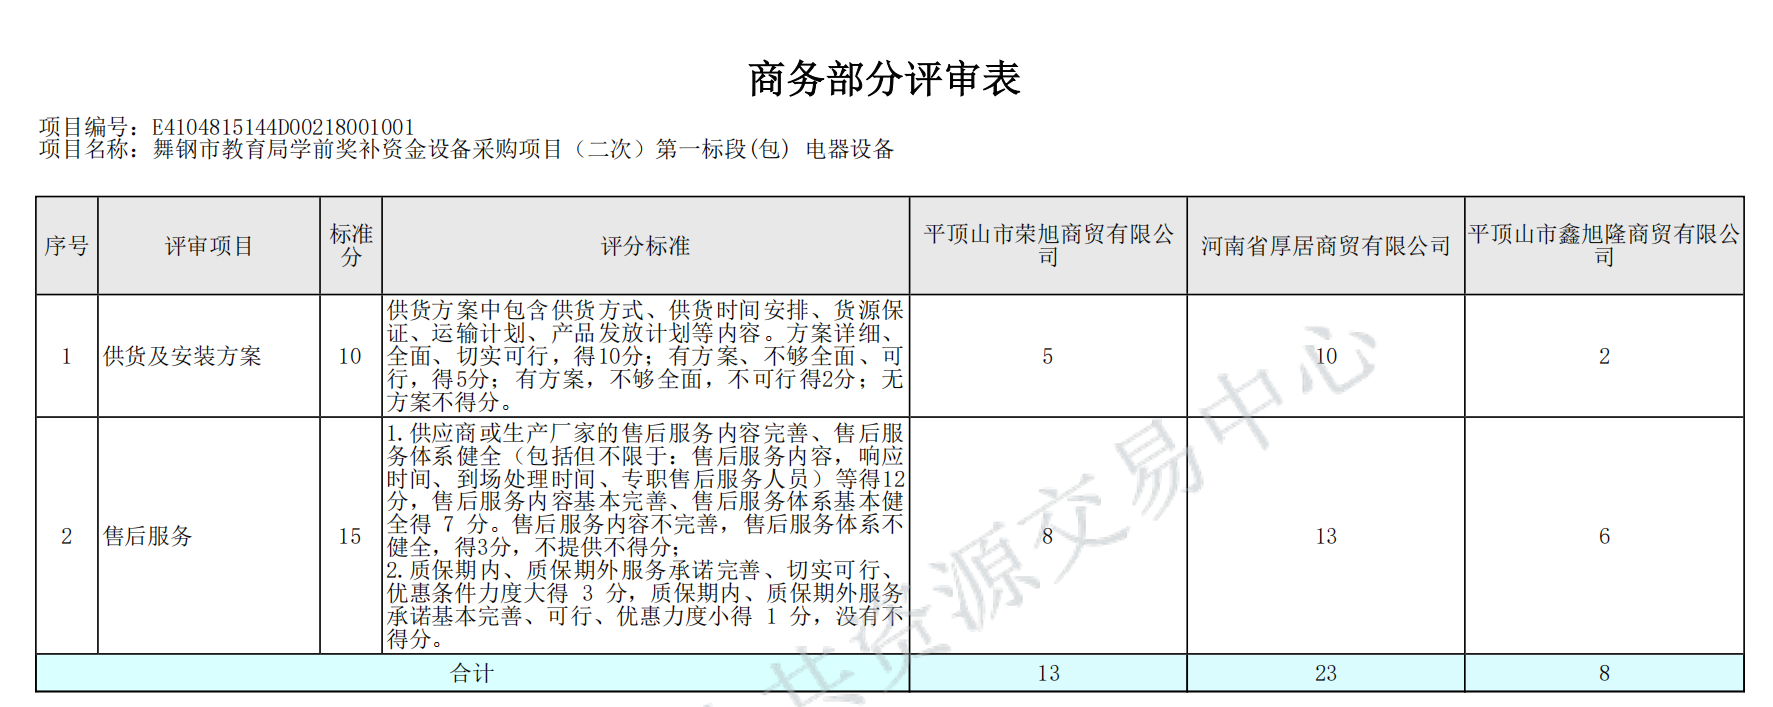 商务部分评审表
项目编号：E4104815144D00218001001
项目名称：舞钢市教育局学前奖补资金设备采购项目（二次）第一标段(包) 电器设备
序号
评审项目
标准
分
评分标准
平顶山市荣旭商贸有限公
司
河南省厚居商贸有限公司
平顶山市鑫旭隆商贸有限公
司
1
供货及安装方案
10
供货方案中包含供货方式、供货时间安排、货源保
证、运输计划、产品发放计划等内容。方案详细、
全面、切实可行，得10分；有方案、不够全面、可
行，得5分；有方案，不够全面，不可行得2分；无
方案不得分。
5
10
2
2
售后服务
15
1.供应商或生产厂家的售后服务内容完善、售后服
务体系健全（包括但不限于：售后服务内容，响应
时间、到场处理时间、专职售后服务人员）等得12
分，售后服务内容基本完善、售后服务体系基本健
全得 7 分。售后服务内容不完善，售后服务体系不
健全，得3分，不提供不得分；
2.质保期内、质保期外服务承诺完善、切实可行、
优惠条件力度大得 3 分，质保期内、质保期外服务
承诺基本完善、可行、优惠力度小得 1 分，没有不
得分。
8
13
6
合计
13
23
8
共资源交易中心